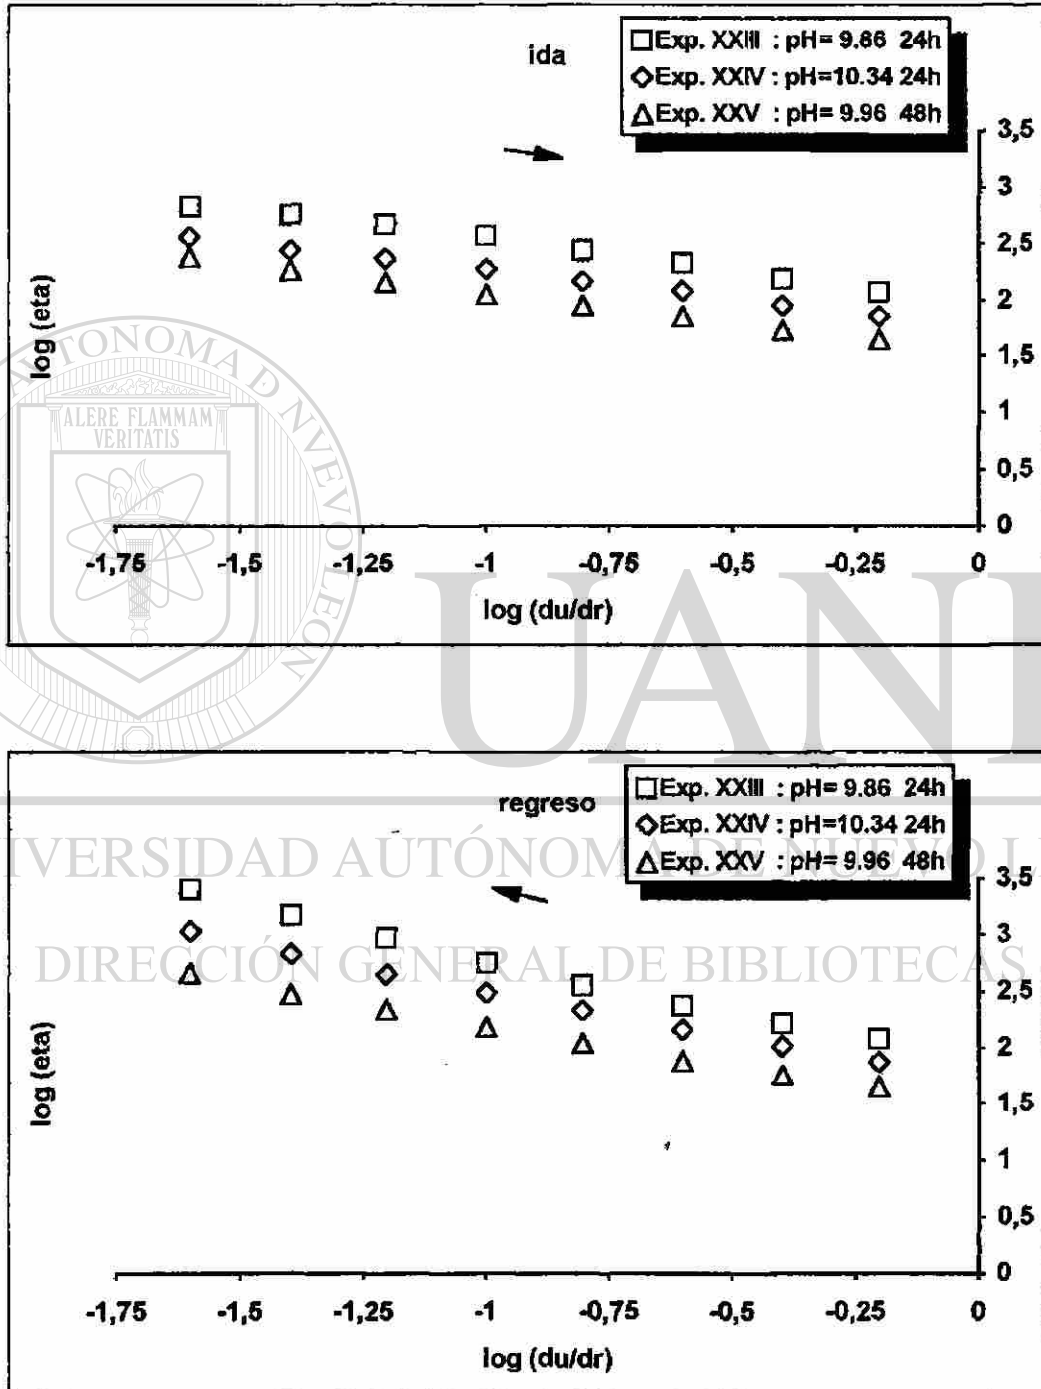 ida
□Exp. XXIII : pH= 9.86 24h
◇Exp. XXIV : pH=10.34 24h
△Exp. XXV : pH= 9.96 48h
3,5
3
2,5
2
1,5
1
0,5
0
log (eta)
-1,75 -1,5 -1,25 -1 -0,75 -0,5 -0,25 0
log (du/dr)
ALERE FLAMMAM
VERITATIS
UANL
regreso
□Exp. XXIII : pH= 9.86 24h
◇Exp. XXIV : pH=10.34 24h
△Exp. XXV : pH= 9.96 48h
UNIVERSIDAD AUTÓNOMA DE NUEVO L
DIRECCIÓN GENERAL DE BIBLIOTECAS
3,5
3
2,5
2
1,5
1
0,5
0
log (eta)
-1,75 -1,5 -1,25 -1 -0,75 -0,5 -0,25 0
log (du/dr)